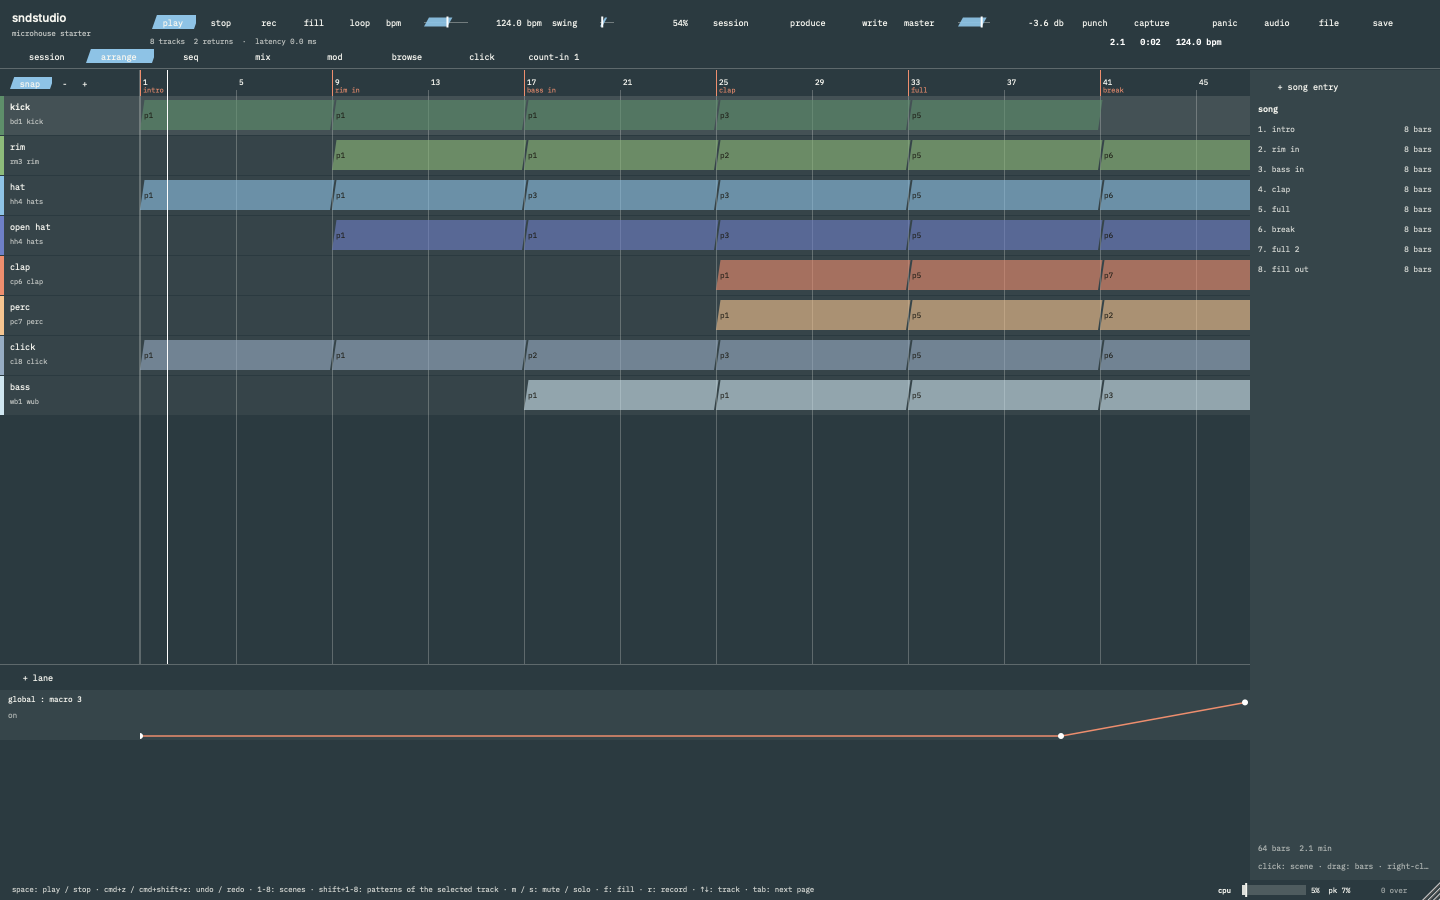 sndstudio
microhouse starter
play stop rec fill loop bpm 124.0 bpm swing 54% session produce write master -3.6 db punch capture panic audio file save
8 tracks 2 returns - latency 0.0 ms
2.1 0:02 124.0 bpm
session arrange seq mix mod browse click count-in 1
snap - +
1 5 9 13 17 21 25 29 33 37 41 45
intro rim in bass in clap full break
kick
bd1 kick
p1 p1 p1 p3 p5
rim
rm3 rim
p1 p1 p2 p5 p6
hat
hh4 hats
p1 p1 p3 p3 p5 p6
open hat
hh4 hats
p1 p1 p3 p5 p6
clap
cp6 clap
p1 p5 p7
perc
pc7 perc
p1 p5 p2
click
cl8 click
p1 p1 p2 p3 p5 p6
bass
wb1 wub
p1 p1 p5 p3
+ song entry
song
1. intro 8 bars
2. rim in 8 bars
3. bass in 8 bars
4. clap 8 bars
5. full 8 bars
6. break 8 bars
7. full 2 8 bars
8. fill out 8 bars
+ lane
global : macro 3
on
64 bars 2.1 min
click: scene · drag: bars · right-cl…
space: play / stop · cmd+z / cmd+shift+z: undo / redo · 1-8: scenes · shift+1-8: patterns of the selected track · m / s: mute / solo · f: fill · r: record · ↑↓: track · tab: next page
cpu 5% pk 7% 0 over